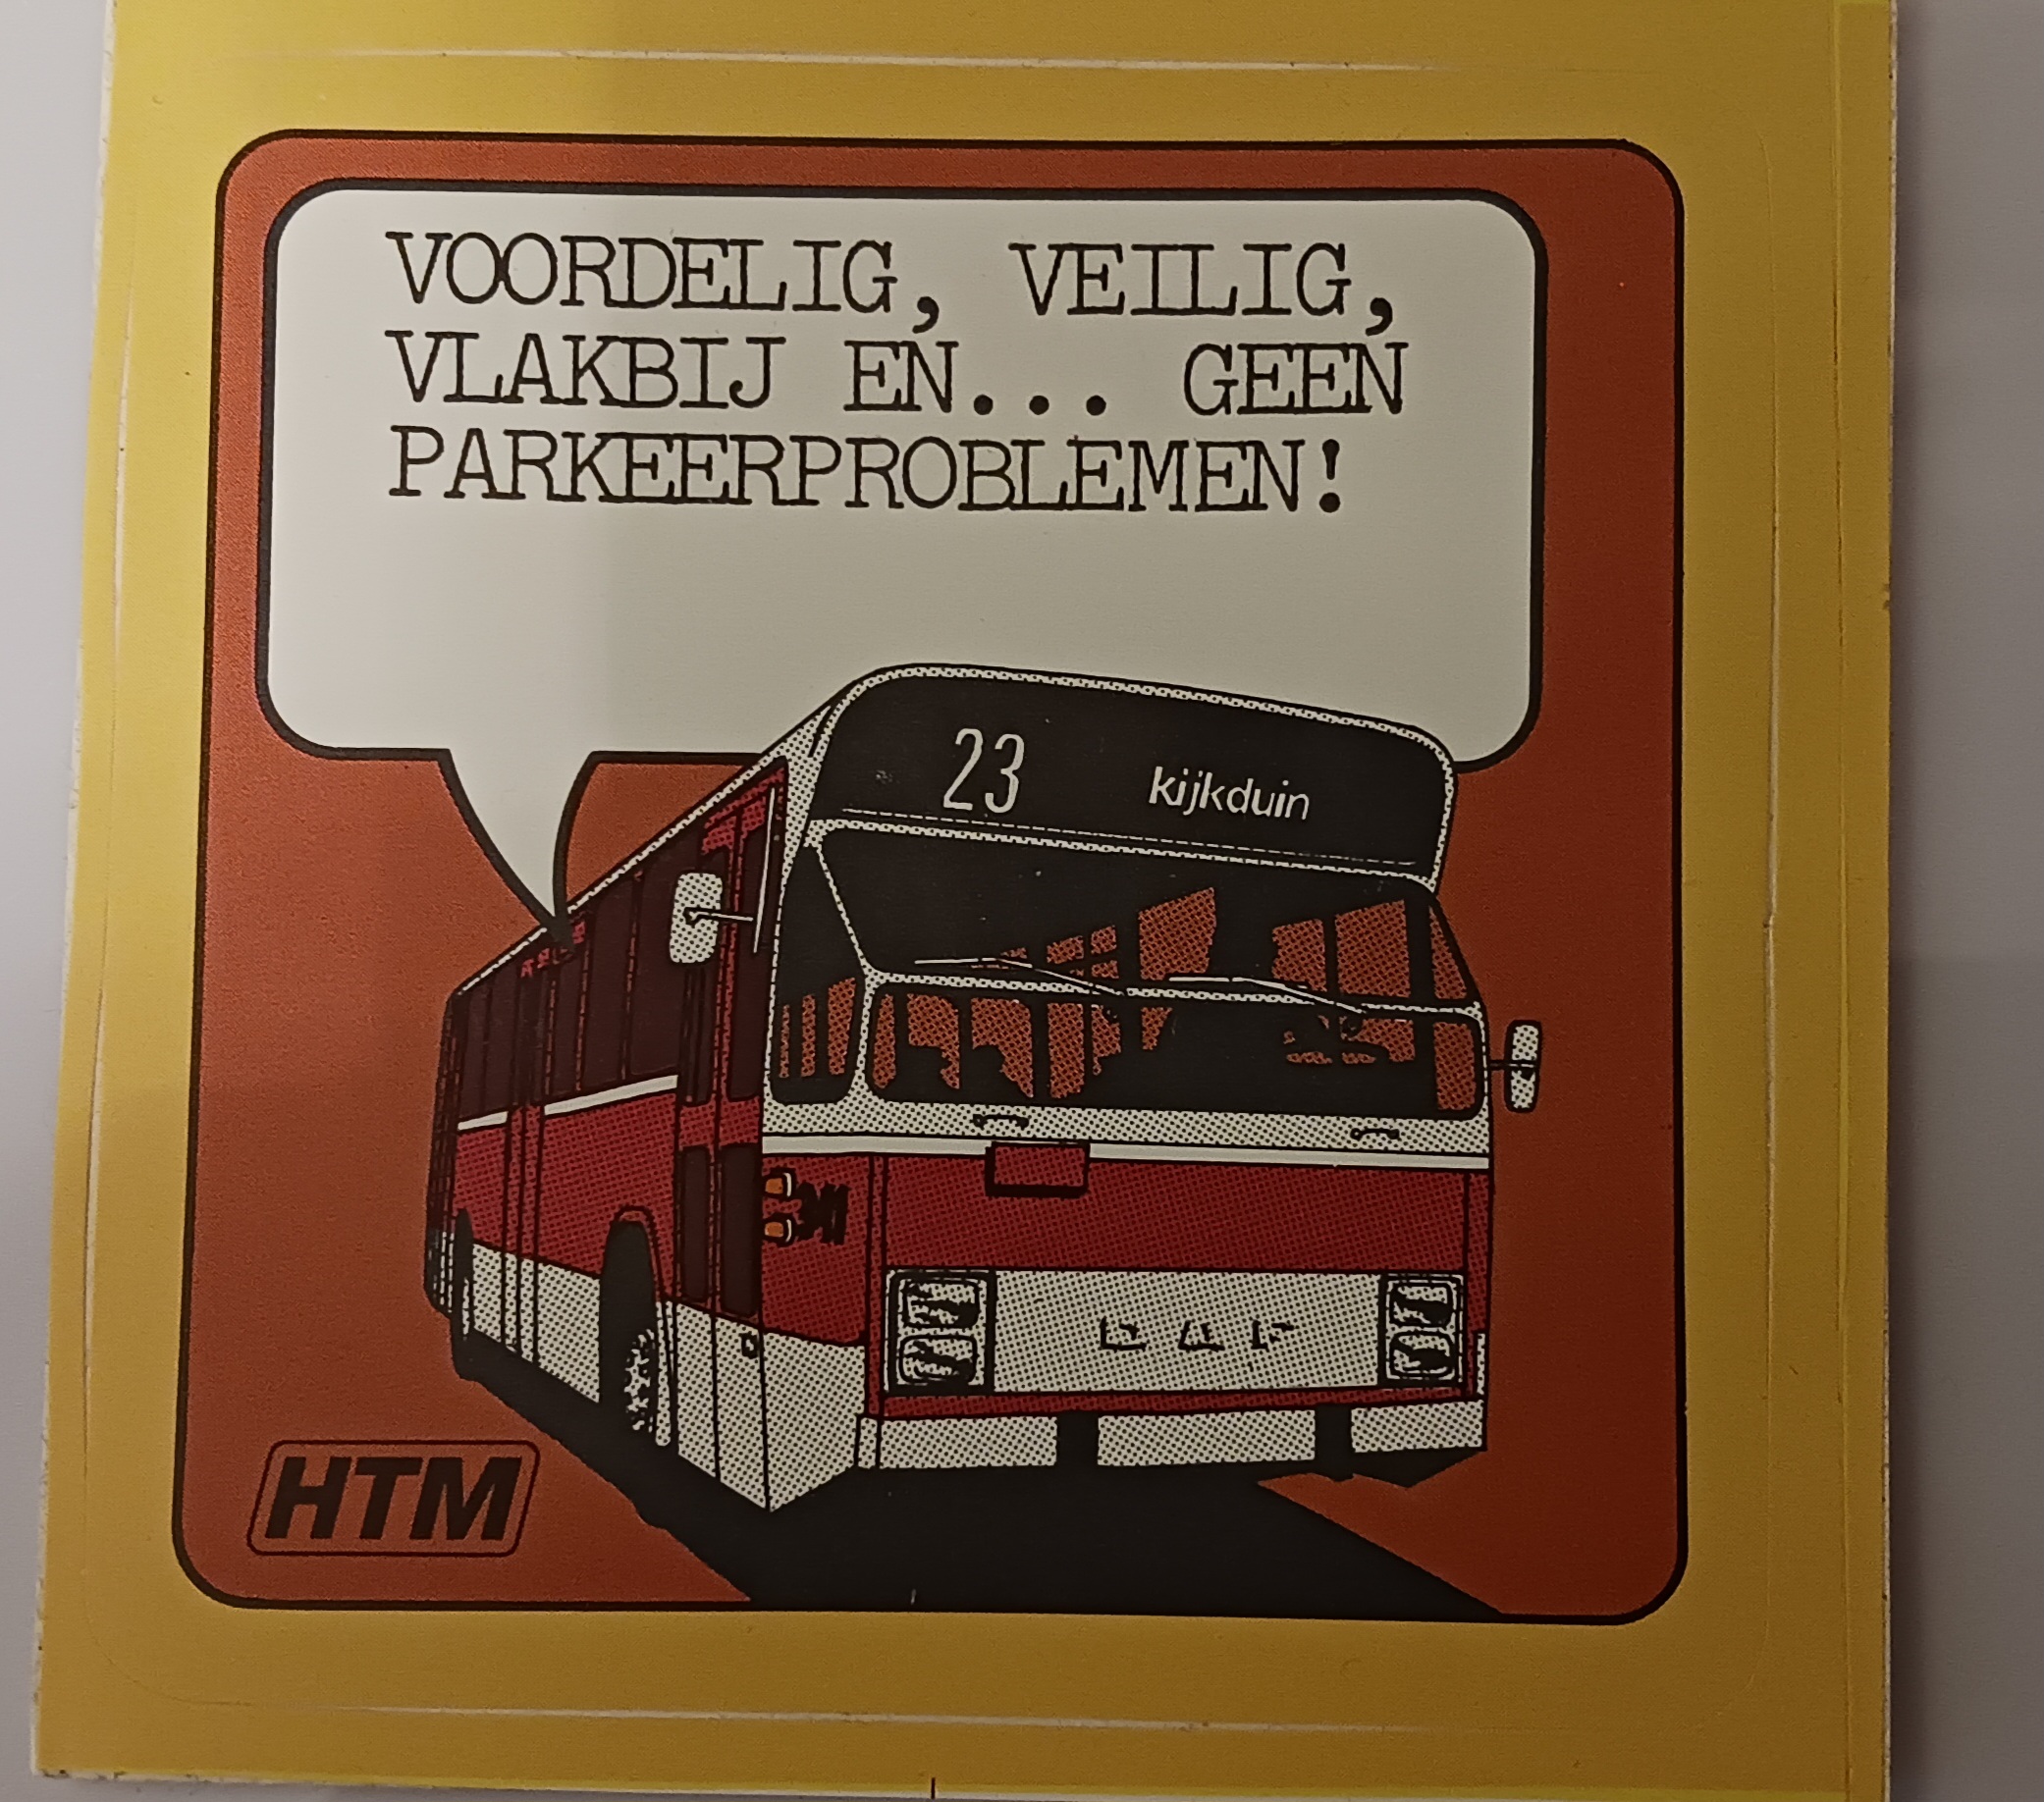 VOORDELIG, VEILIG,
VLAKBIJ EN... GEEN
PARKEERPROBLEMEN!
23 kijkduin
DAF
HTM